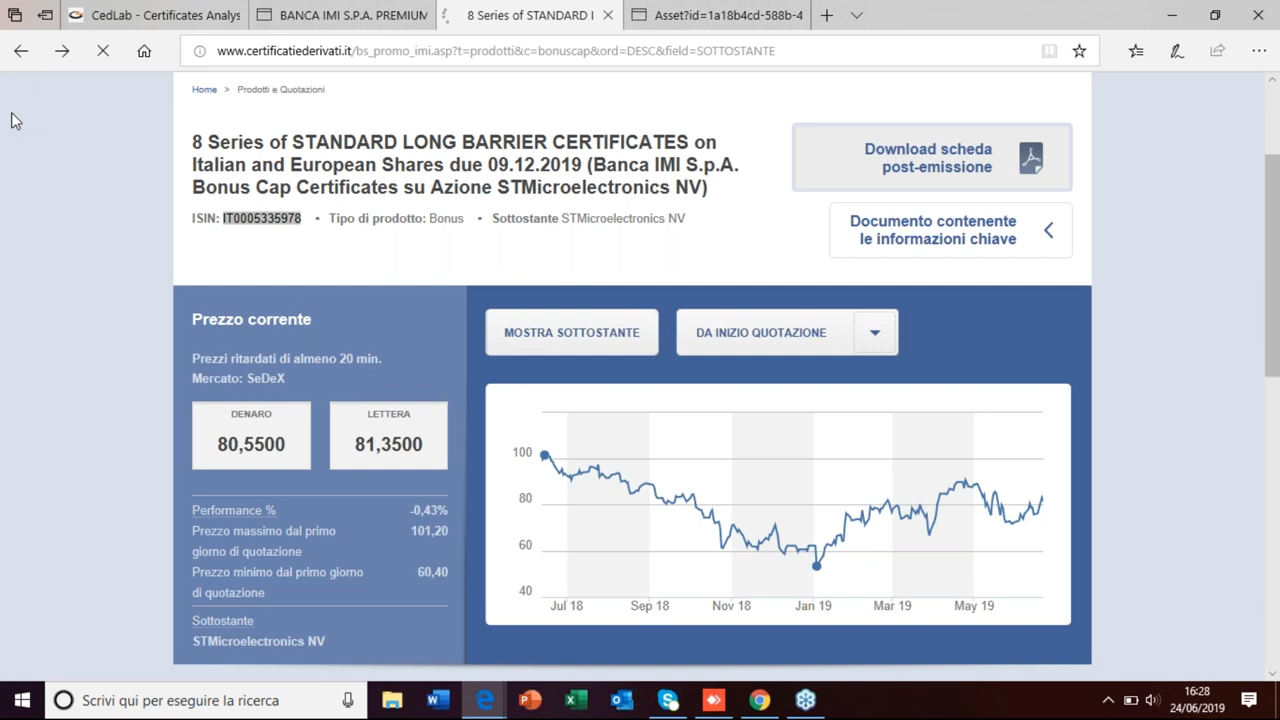 CedLab - Certificates Analys
BANCA IMI S.P.A. PREMIUM
8 Series of STANDARD l
Asset?id=1a18b4cd-588b-4
www.certificatiederivati.it/bs_promo_imi.asp?t=prodotti&c=bonuscap&ord=DESC&field=SOTTOSTANTE
Home > Prodotti e Quotazioni
8 Series of STANDARD LONG BARRIER CERTIFICATES on
Italian and European Shares due 09.12.2019 (Banca IMI S.p.A.
Bonus Cap Certificates su Azione STMicroelectronics NV)
ISIN: IT0005335978 • Tipo di prodotto: Bonus • Sottostante STMicroelectronics NV
Download scheda
post-emissione
Documento contenente
le informazioni chiave
Prezzo corrente
Prezzi ritardati di almeno 20 min.
Mercato: SeDeX
DENARO
80,5500
LETTERA
81,3500
Performance % -0,43%
Prezzo massimo dal primo 101,20
giorno di quotazione
Prezzo minimo dal primo giorno 60,40
di quotazione
Sottostante
STMicroelectronics NV
MOSTRA SOTTOSTANTE
DA INIZIO QUOTAZIONE
100
80
60
40
Jul 18 Sep 18 Nov 18 Jan 19 Mar 19 May 19
Scrivi qui per eseguire la ricerca
16:28
24/06/2019